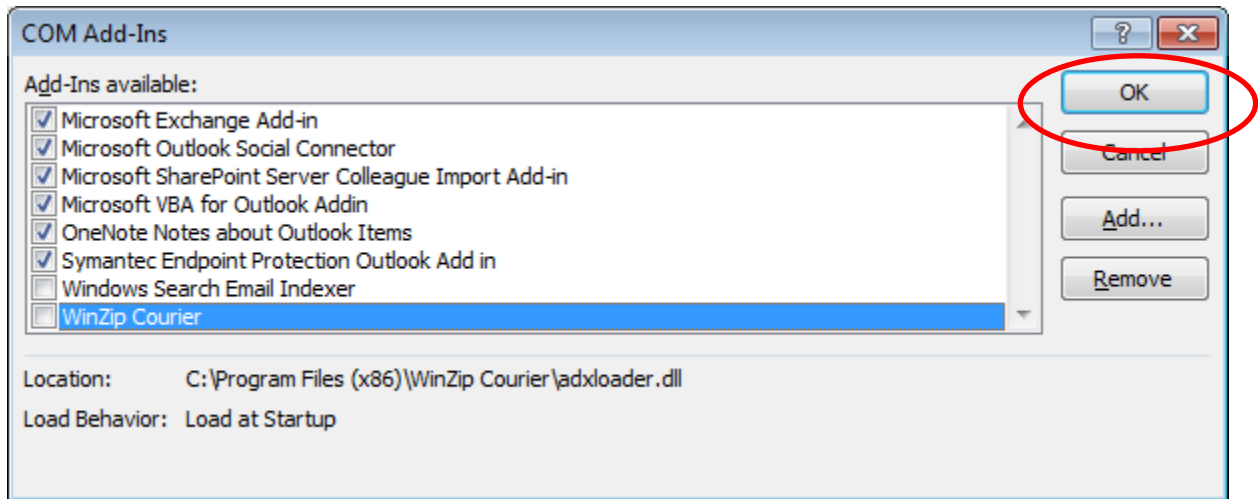 COM Add-Ins
Add-Ins available:
OK
Microsoft Exchange Add-in
Microsoft Outlook Social Connector
Cancel
Microsoft SharePoint Server Colleague Import Add-in
Microsoft VBA for Outlook Addin
Add...
OneNote Notes about Outlook Items
Symantec Endpoint Protection Outlook Add in
Remove
Windows Search Email Indexer
WinZip Courier
Location: C:\Program Files (x86)\WinZip Courier\adxloader.dll
Load Behavior: Load at Startup